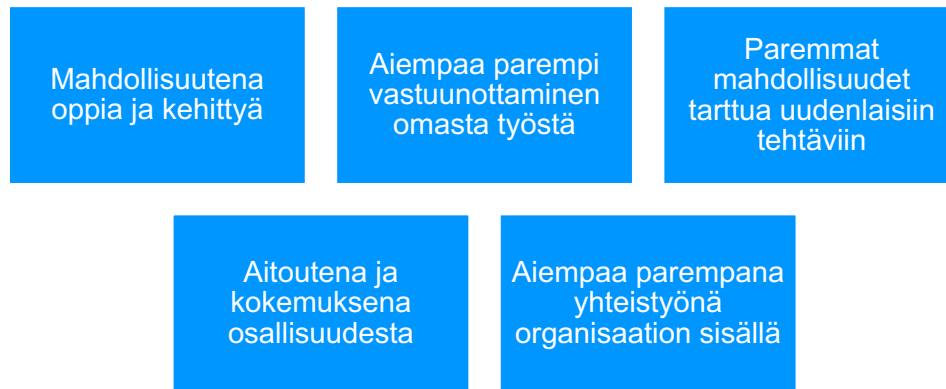 Mahdollisuutena
oppia ja kehittyä
Aiempaa parempi
vastuunottaminen
omasta työstä
Paremmat
mahdollisuudet
tarttua uudenlaisiin
tehtäviin
Aitoutena ja
kokemuksena
osallisuudesta
Aiempaa parempana
yhteistyönä
organisaation sisällä